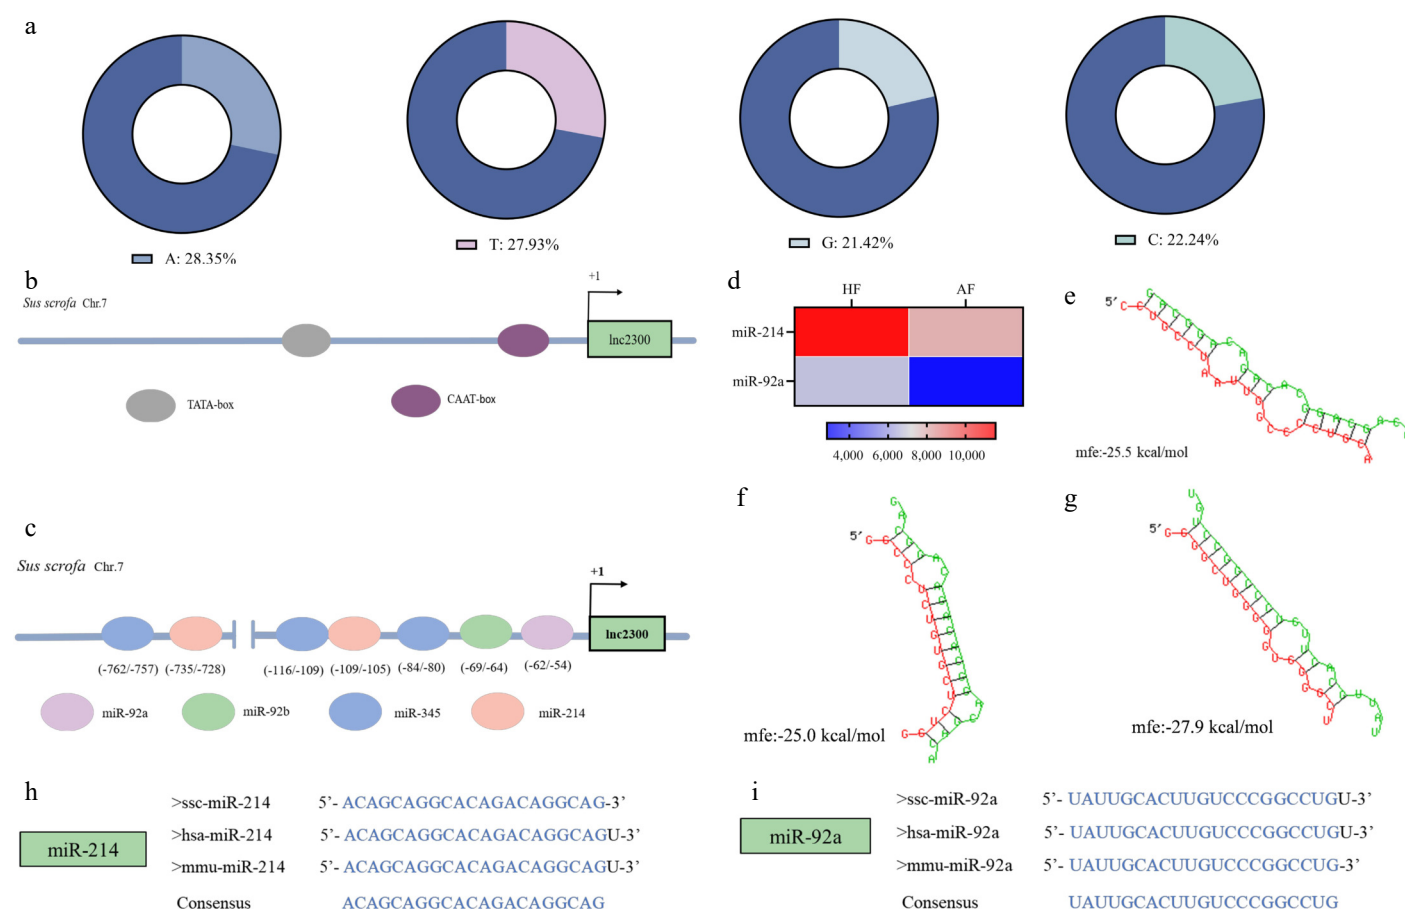 a
A: 28.35%
T: 27.93%
G: 21.42%
C: 22.24%
b
Sus scrofa Chr.7
+1
lnc2300
TATA-box
CAAT-box
c
Sus scrofa Chr.7
+1
lnc2300
(-762/-757) (-735/-728) (-116/-109) (-109/-105) (-84/-80) (-69/-64) (-62/-54)
miR-92a
miR-92b
miR-345
miR-214
d
HF AF
miR-214
miR-92a
4,000 6,000 8,000 10,000
e
5'
mfe:-25.5 kcal/mol
f
5'
mfe:-25.0 kcal/mol
g
5'
mfe:-27.9 kcal/mol
h
miR-214
>ssc-miR-214 5’- ACAGCAGGCACAGACAGGCAG-3’
>hsa-miR-214 5’- ACAGCAGGCACAGACAGGCAGU-3’
>mmu-miR-214 5’- ACAGCAGGCACAGACAGGCAGU-3’
Consensus ACAGCAGGCACAGACAGGCAG
i
miR-92a
>ssc-miR-92a 5’- UAUUGCACUUGUCCCGGCCUGU-3’
>hsa-miR-92a 5’- UAUUGCACUUGUCCCGGCCUGU-3’
>mmu-miR-92a 5’- UAUUGCACUUGUCCCGGCCUG-3’
Consensus UAUUGCACUUGUCCCGGCCUG